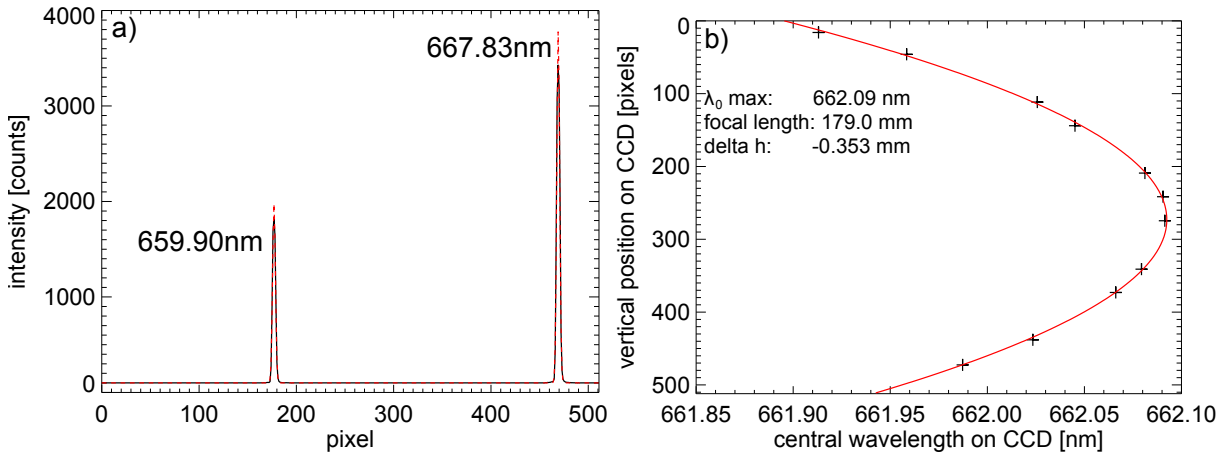 a)
667.83nm
659.90nm
intensity [counts]
4000
3000
2000
1000
0
0 100 200 300 400 500
pixel
b)
λ₀ max: 662.09 nm
focal length: 179.0 mm
delta h: -0.353 mm
vertical position on CCD [pixels]
0
100
200
300
400
500
661.85 661.90 661.95 662.00 662.05 662.10
central wavelength on CCD [nm]